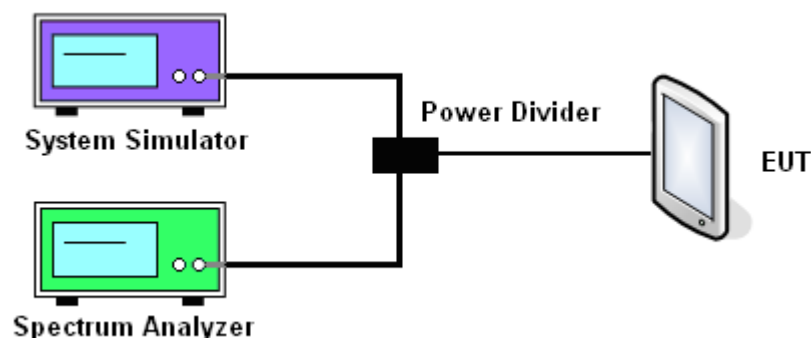 System Simulator
Power Divider
EUT
Spectrum Analyzer